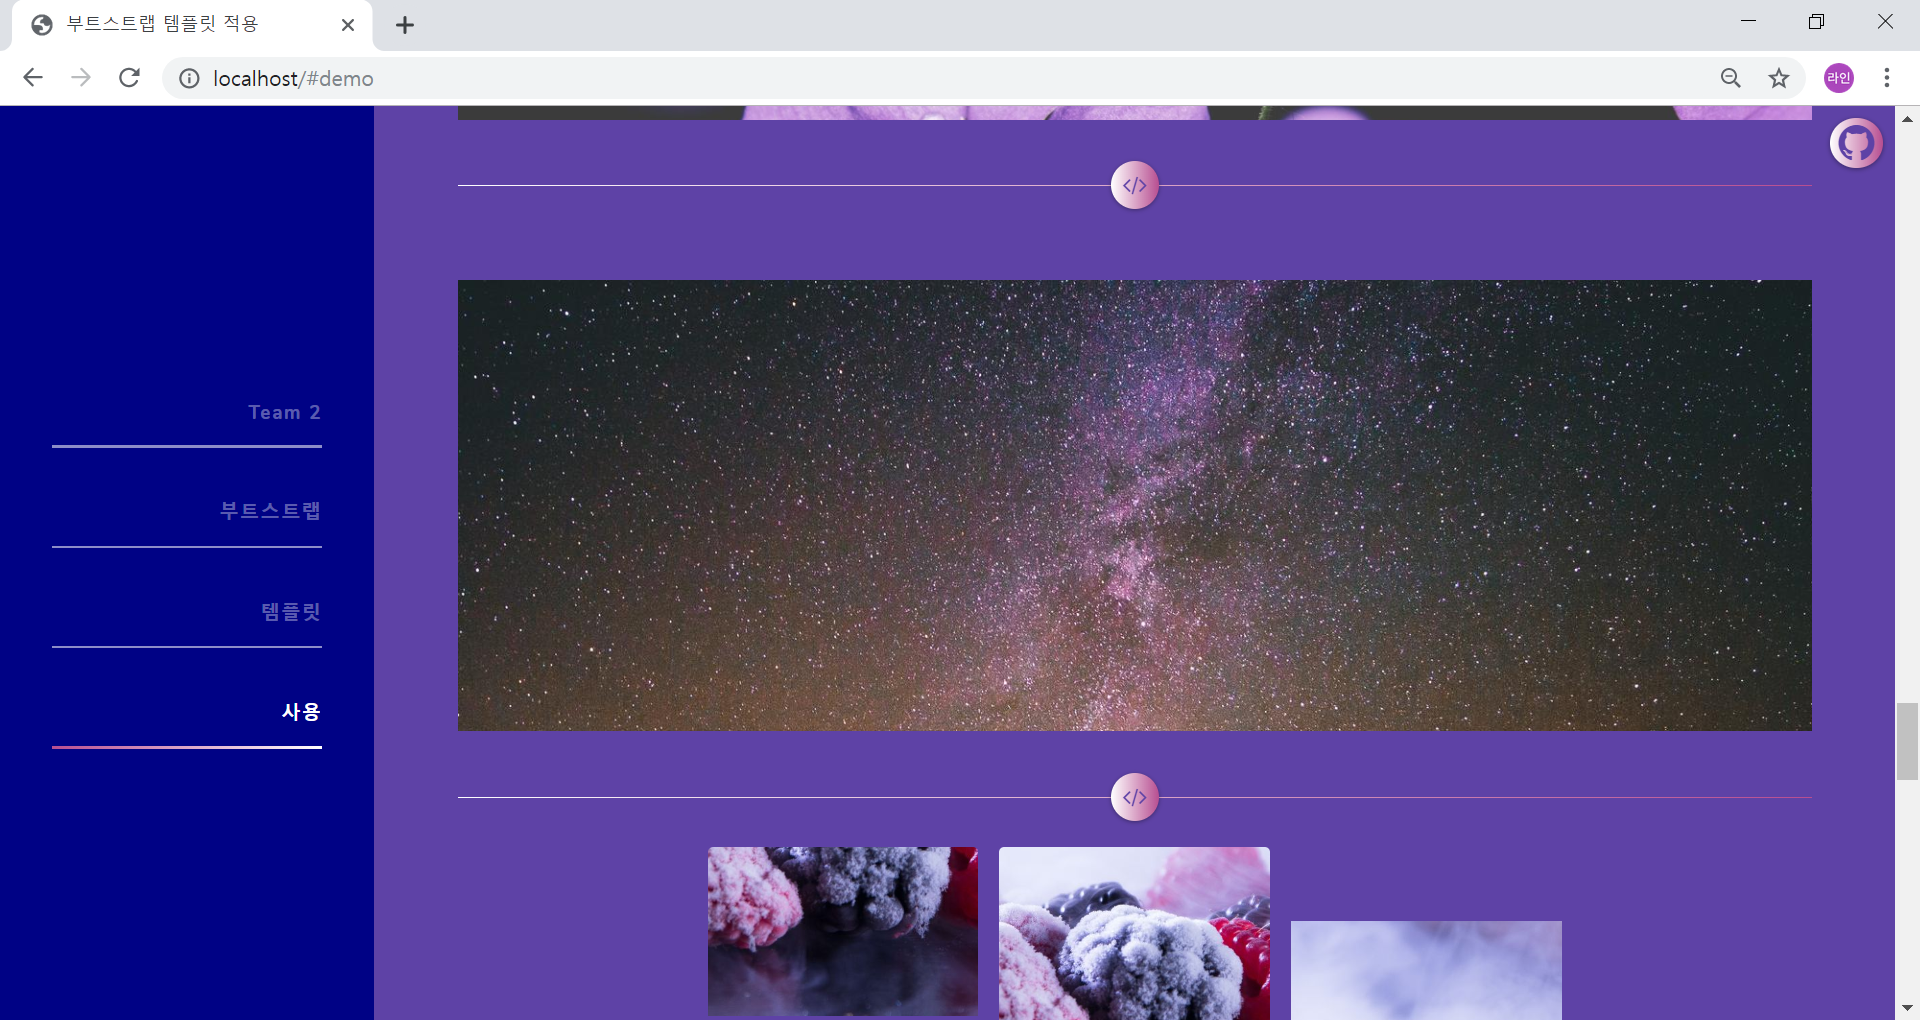 부트스트랩 템플릿 적용
localhost/#demo
라인
</>
Team 2
부트스트랩
템플릿
사용
</>